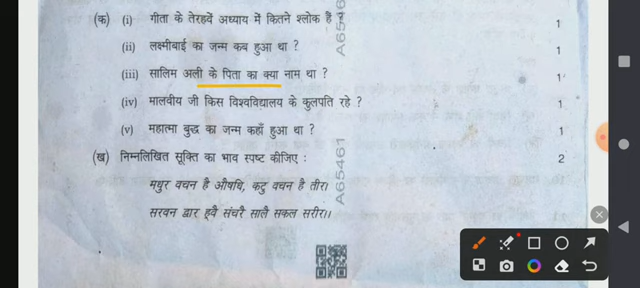 (क) (i) गीता के तेरहवें अध्याय में कितने श्लोक हैं ? 1
(ii) लक्ष्मीबाई का जन्म कब हुआ था ? 1
(iii) सालिम अली के पिता का क्या नाम था ? 1
(iv) मालवीय जी किस विश्वविद्यालय के कुलपति रहे ? 1
(v) महात्मा बुद्ध का जन्म कहाँ हुआ था ? 1
(ख) निम्नलिखित सूक्ति का भाव स्पष्ट कीजिए : 2
मधुर वचन है औषधि, कटु वचन है तीर।
सरवन द्वार ह्वै संचरै सालै सकल सरीर।।
A65461